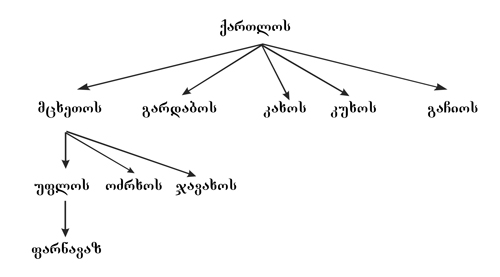 ქართლოს
მცხეთოს გარდაბოს კახოს კუხოს გაჩიოს
უფლოს ოძრხოს ჯავახოს
ფარნავაზ